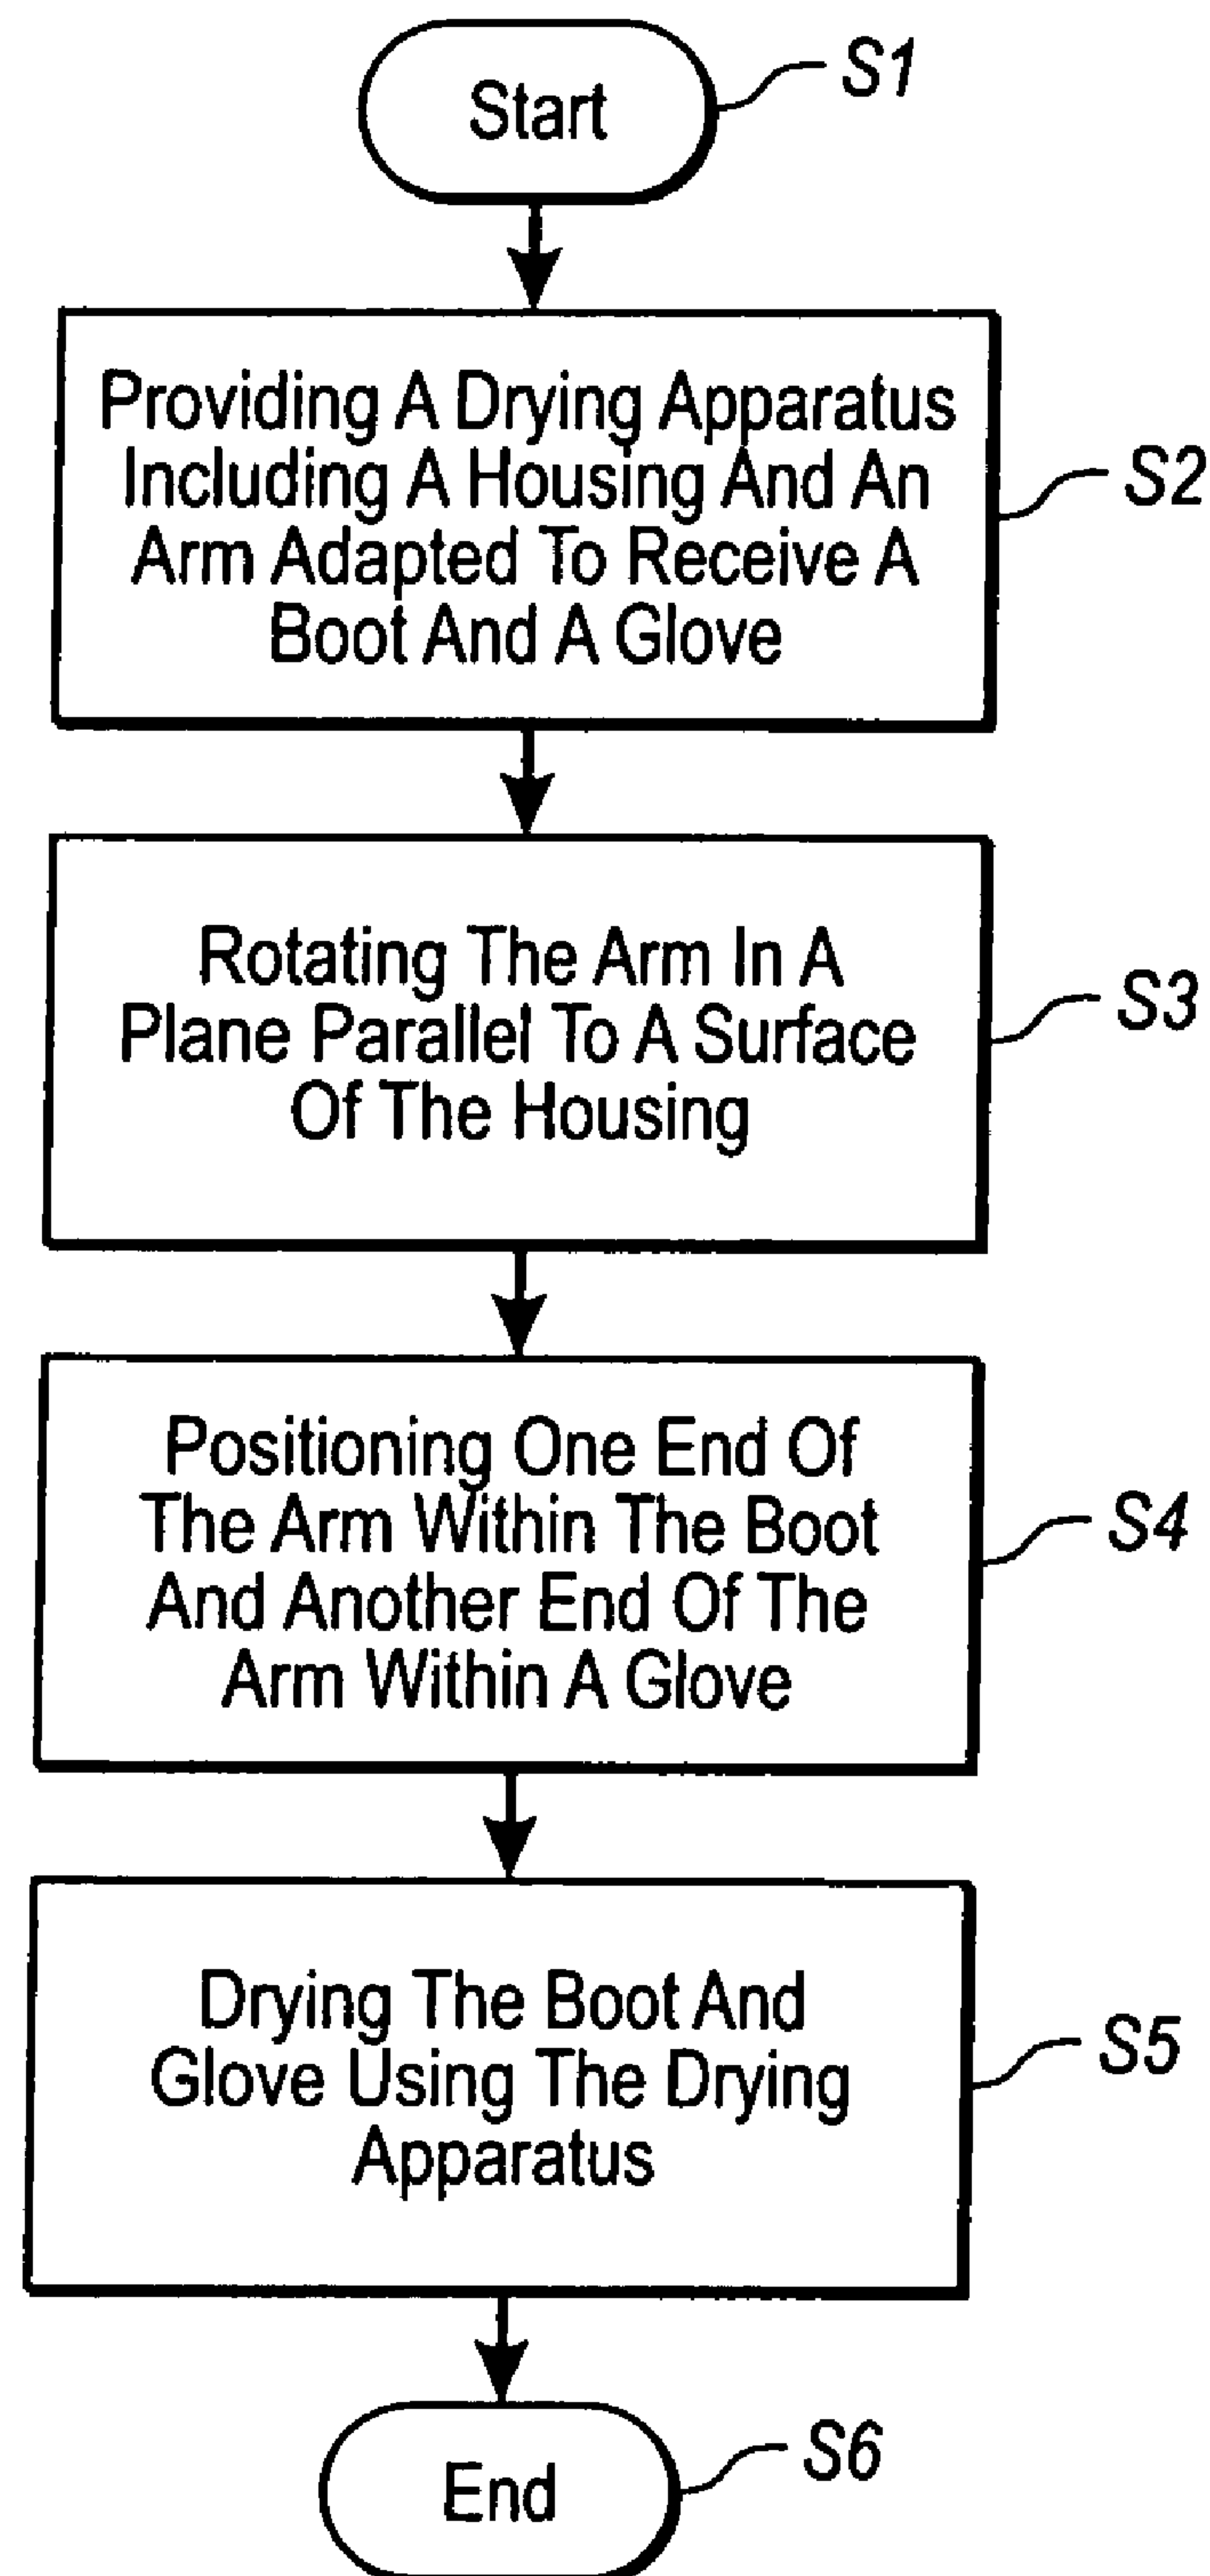 Start
S1
Providing A Drying Apparatus
Including A Housing And An
Arm Adapted To Receive A
Boot And A Glove
S2
Rotating The Arm In A
Plane Parallel To A Surface
Of The Housing
S3
Positioning One End Of
The Arm Within The Boot
And Another End Of The
Arm Within A Glove
S4
Drying The Boot And
Glove Using The Drying
Apparatus
S5
End
S6